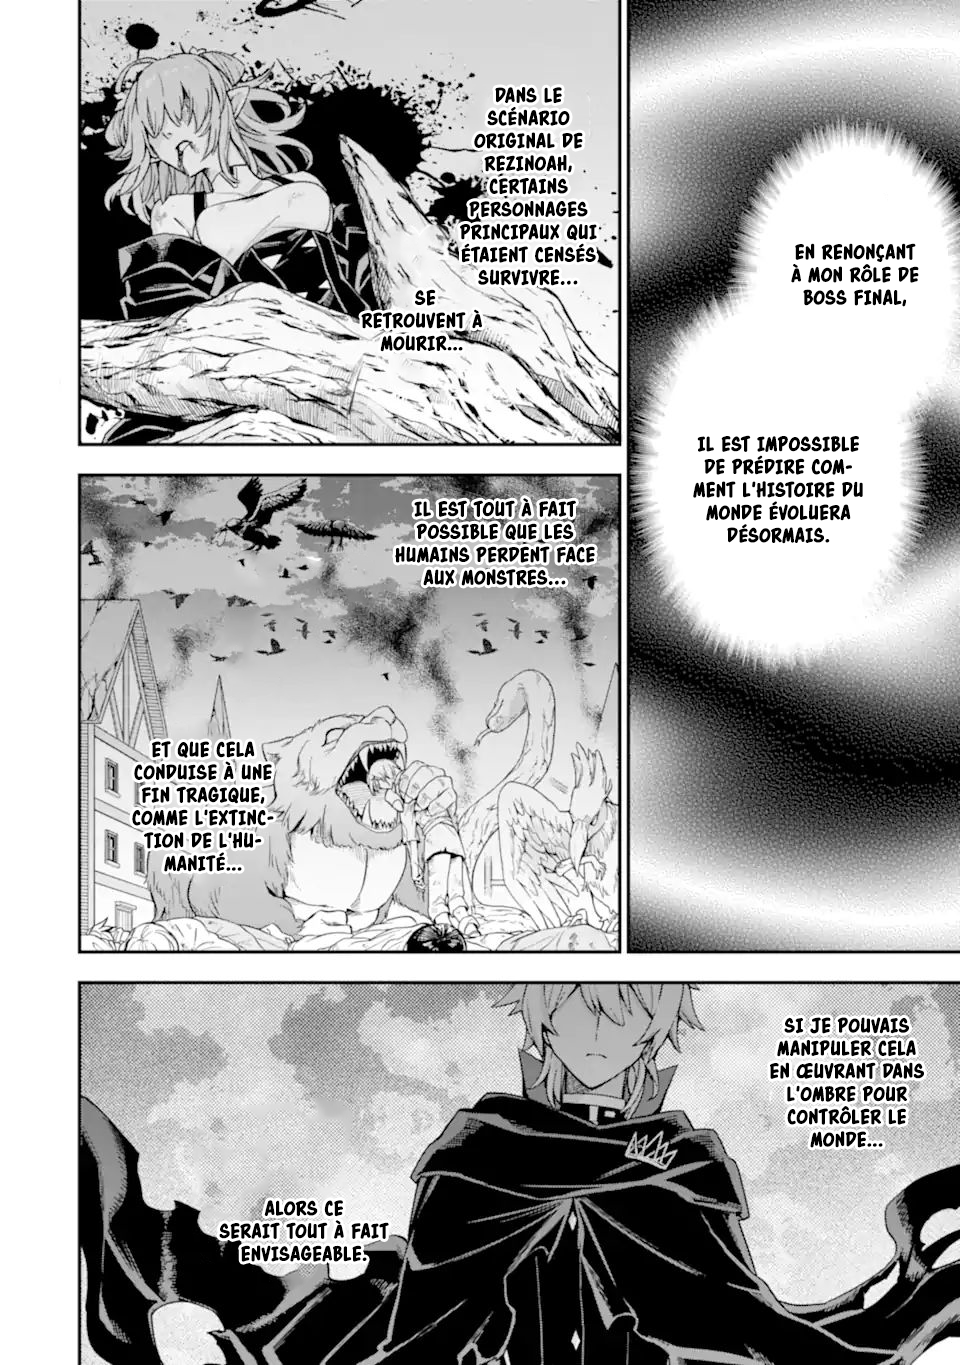 EN RENONÇANT
À MON RÔLE DE
BOSS FINAL,
IL EST IMPOSSIBLE
DE PRÉDIRE COM-
MENT L'HISTOIRE DU
MONDE ÉVOLUERA
DÉSORMAIS.
DANS LE
SCÉNARIO
ORIGINAL DE
REZINOAH,
CERTAINS
PERSONNAGES
PRINCIPAUX QUI
ÉTAIENT CENSÉS
SURVIVRE...
SE
RETROUVENT À
MOURIR...
IL EST TOUT À FAIT
POSSIBLE QUE LES
HUMAINS PERDENT FACE
AUX MONSTRES...
ET QUE CELA
CONDUISE À UNE
FIN TRAGIQUE,
COMME L'EXTINC-
TION DE L'HU-
MANITÉ...
SI JE POUVAIS
MANIPULER CELA
EN ŒUVRANT DANS
L'OMBRE POUR
CONTRÔLER LE
MONDE...
ALORS CE
SERAIT TOUT À FAIT
ENVISAGEABLE.